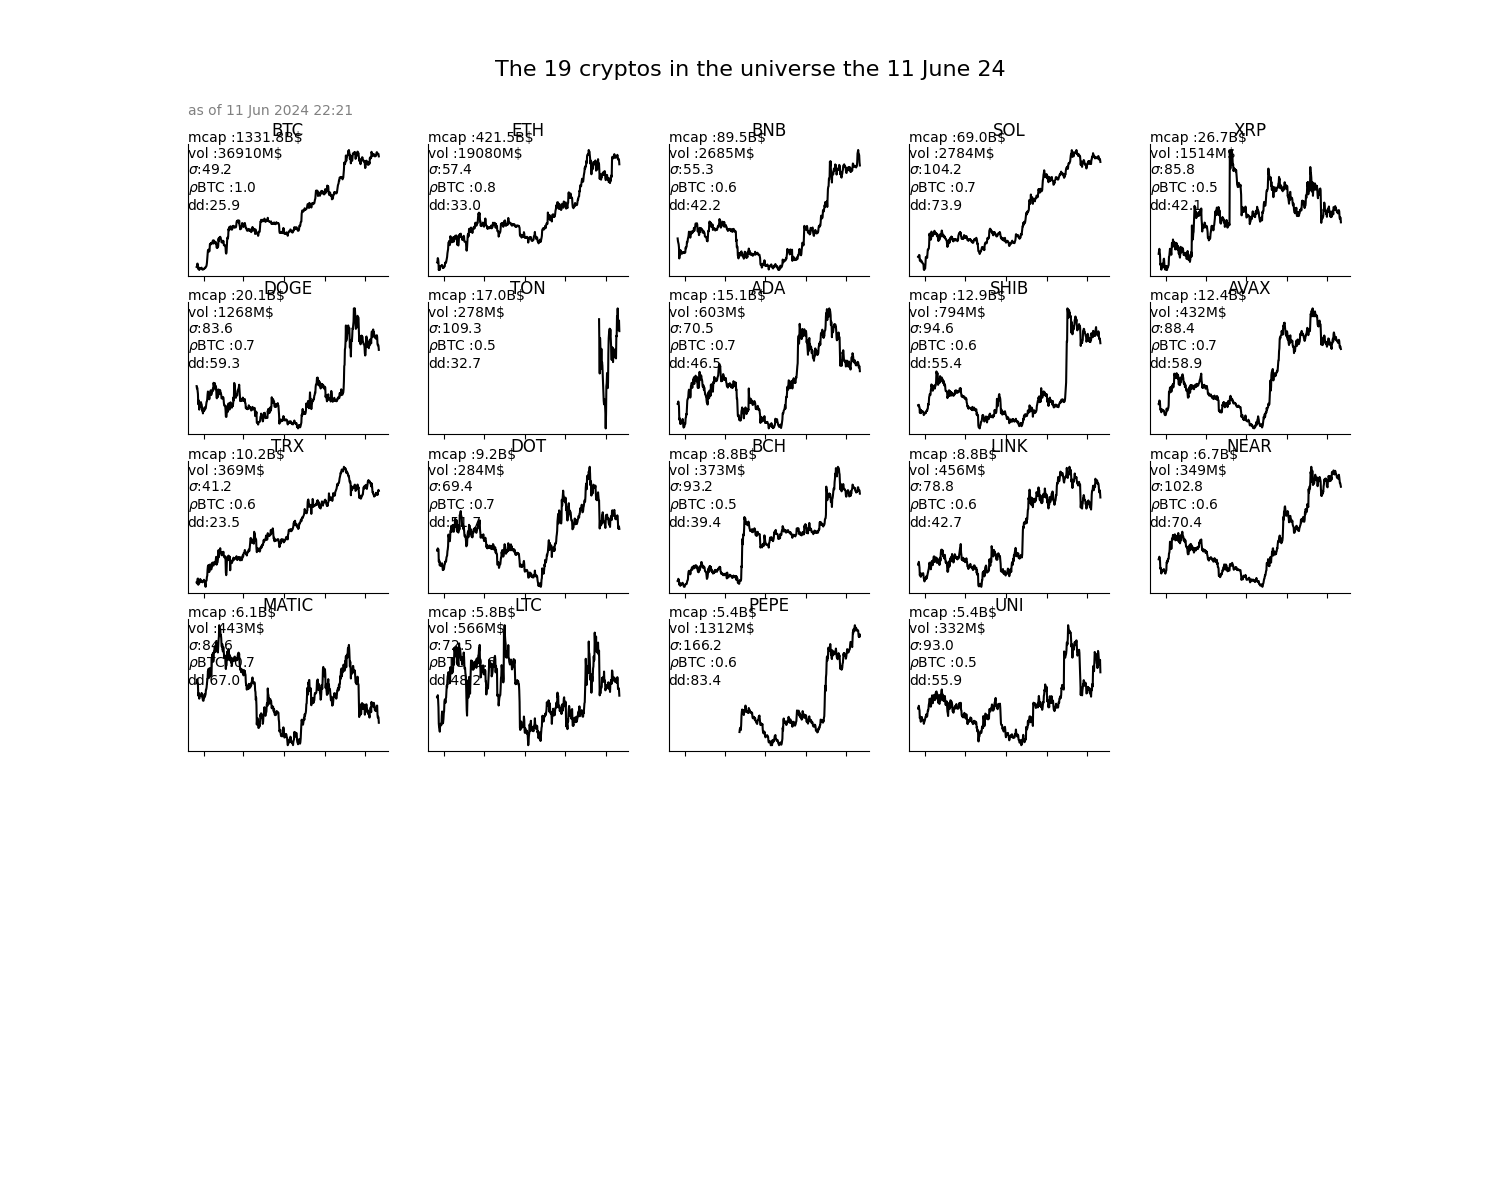 The 19 cryptos in the universe the 11 June 24
as of 11 Jun 2024 22:21
BTC
mcap :1331.8B$
vol :36910M$
σ:49.2
ρBTC :1.0
dd:25.9
ETH
mcap :421.5B$
vol :19080M$
σ:57.4
ρBTC :0.8
dd:33.0
BNB
mcap :89.5B$
vol :2685M$
σ:55.3
ρBTC :0.6
dd:42.2
SOL
mcap :69.0B$
vol :2784M$
σ:104.2
ρBTC :0.7
dd:73.9
XRP
mcap :26.7B$
vol :1514M$
σ:85.8
ρBTC :0.5
dd:42.1
DOGE
mcap :20.1B$
vol :1268M$
σ:83.6
ρBTC :0.7
dd:59.3
TON
mcap :17.0B$
vol :278M$
σ:109.3
ρBTC :0.5
dd:32.7
ADA
mcap :15.1B$
vol :603M$
σ:70.5
ρBTC :0.7
dd:46.5
SHIB
mcap :12.9B$
vol :794M$
σ:94.6
ρBTC :0.6
dd:55.4
AVAX
mcap :12.4B$
vol :432M$
σ:88.4
ρBTC :0.7
dd:58.9
TRX
mcap :10.2B$
vol :369M$
σ:41.2
ρBTC :0.6
dd:23.5
DOT
mcap :9.2B$
vol :284M$
σ:69.4
ρBTC :0.7
BCH
mcap :8.8B$
vol :373M$
σ:93.2
ρBTC :0.5
dd:39.4
LINK
mcap :8.8B$
vol :456M$
σ:78.8
ρBTC :0.6
dd:42.7
NEAR
mcap :6.7B$
vol :349M$
σ:102.8
ρBTC :0.6
dd:70.4
MATIC
mcap :6.1B$
vol :443M$
σ:84.6
ρBTC :0.7
dd:67.0
LTC
mcap :5.8B$
vol :566M$
σ:72.5
ρBTC
dd:48.2
PEPE
mcap :5.4B$
vol :1312M$
σ:166.2
ρBTC :0.6
dd:83.4
UNI
mcap :5.4B$
vol :332M$
σ:93.0
ρBTC :0.5
dd:55.9